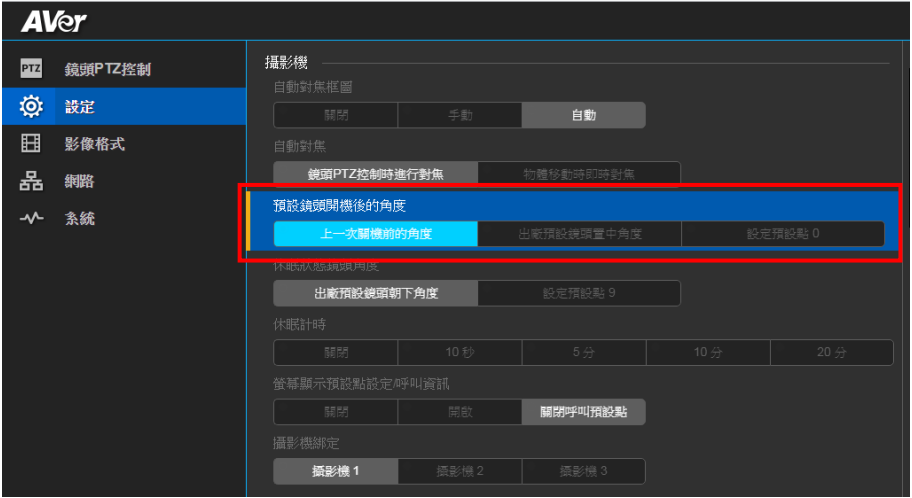 AVer
PTZ 鏡頭PTZ控制
設定
影像格式
網路
系統
攝影機
自動對焦框圖
關閉 手動 自動
自動對焦
鏡頭PTZ控制時進行對焦 物體移動時即時對焦
預設鏡頭開機後的角度
上一次關機前的角度 出廠預設鏡頭置中角度 設定預設點 0
休眠狀態鏡頭角度
出廠預設鏡頭朝下角度 設定預設點 9
休眠計時
關閉 10 秒 5 分 10 分 20 分
螢幕顯示預設點設定/呼叫資訊
關閉 開啟 關閉呼叫預設點
攝影機綁定
攝影機 1 攝影機 2 攝影機 3